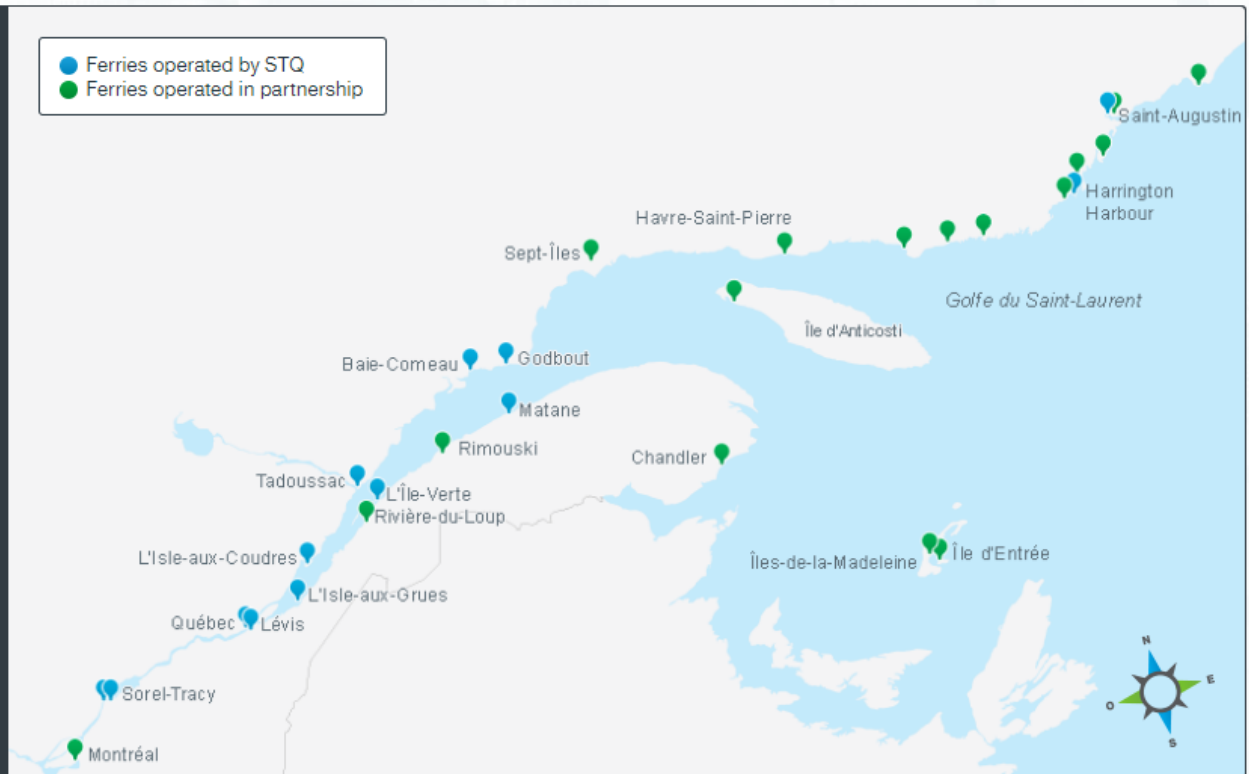 Ferries operated by STQ
Ferries operated in partnership
Saint-Augustin
Harrington
Harbour
Havre-Saint-Pierre
Sept-Îles
Golfe du Saint-Laurent
Île d'Anticosti
Baie-Comeau
Godbout
Matane
Rimouski
Chandler
Tadoussac
L'Île-Verte
Rivière-du-Loup
L'Isle-aux-Coudres
Îles-de-la-Madeleine
Île d'Entrée
L'Isle-aux-Grues
Québec
Lévis
Sorel-Tracy
Montréal
N
E
O
S